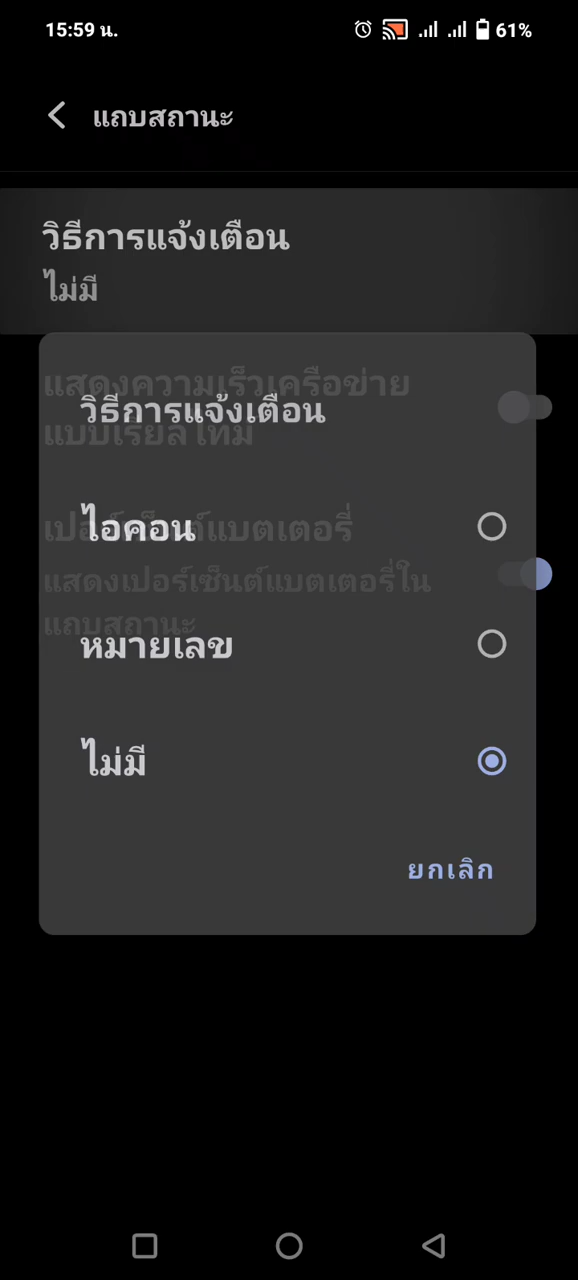 15:59 น.
61%
แถบสถานะ
วิธีการแจ้งเตือน
ไม่มี
แสดงความเร็วเครือข่าย
แบบเรียลไทม์
วิธีการแจ้งเตือน
เปอร์เซ็นต์แบตเตอรี่
ไอคอน
แสดงเปอร์เซ็นต์แบตเตอรี่ใน
แถบสถานะ
หมายเลข
ไม่มี
ยกเลิก